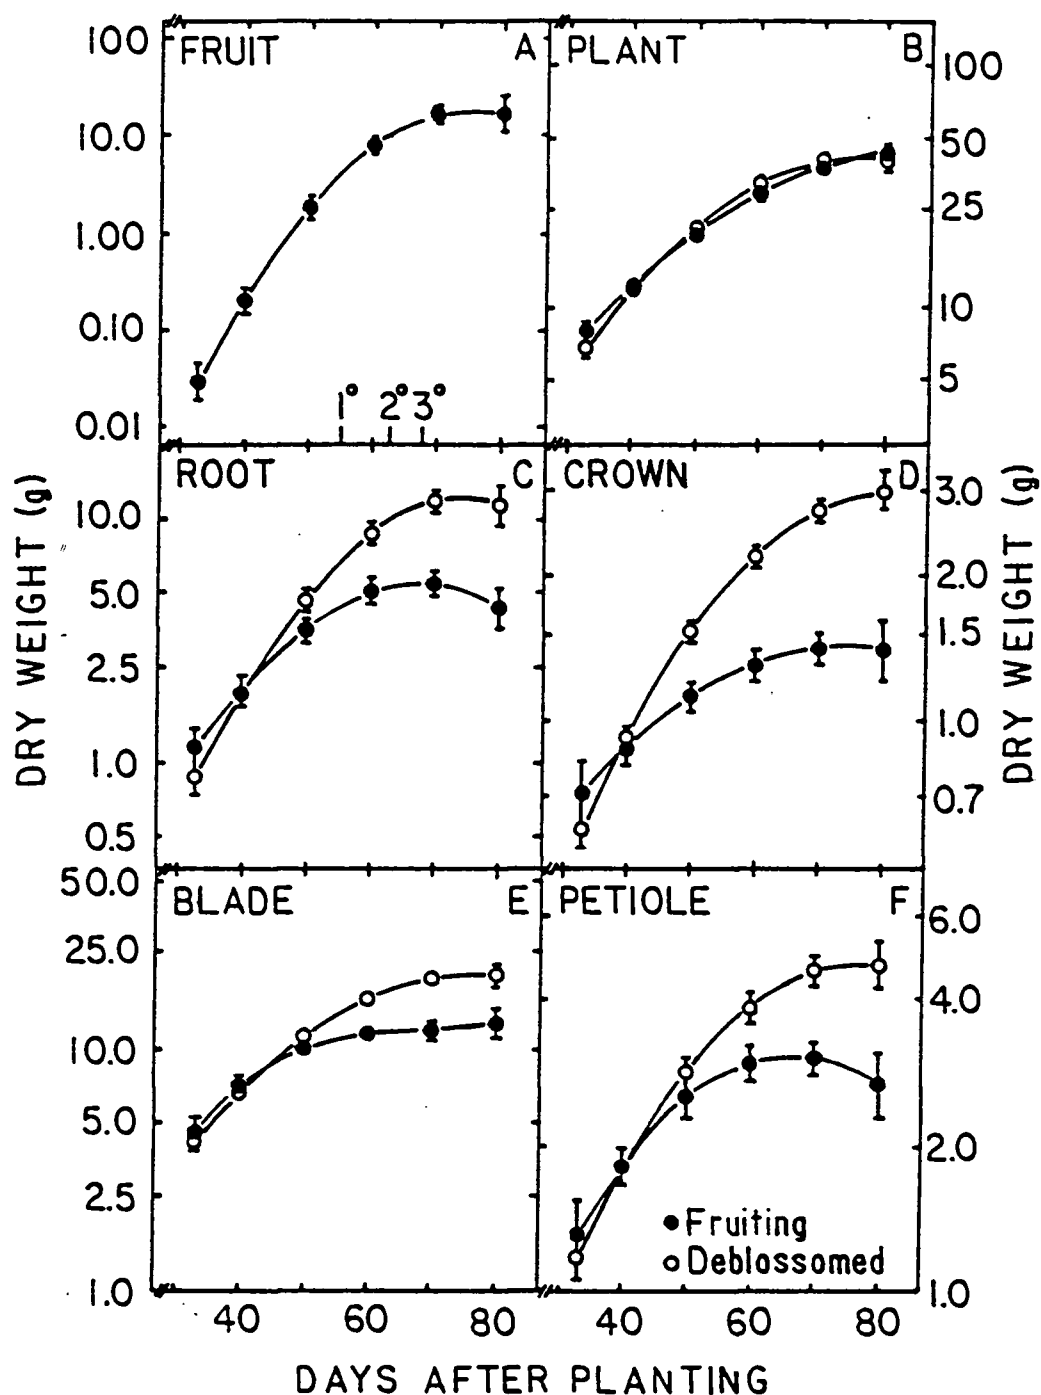 FRUIT A
100
10.0
1.00
0.10
0.01
1° 2° 3°
PLANT B
100
50
25
10
5
ROOT C
10.0
5.0
2.5
1.0
0.5
CROWN D
3.0
2.0
1.5
1.0
0.7
BLADE E
50.0
25.0
10.0
5.0
2.5
1.0
PETIOLE F
6.0
4.0
2.0
1.0
Fruiting
Deblossomed
DRY WEIGHT (g)
DRY WEIGHT (g)
40 60 80
40 60 80
DAYS AFTER PLANTING